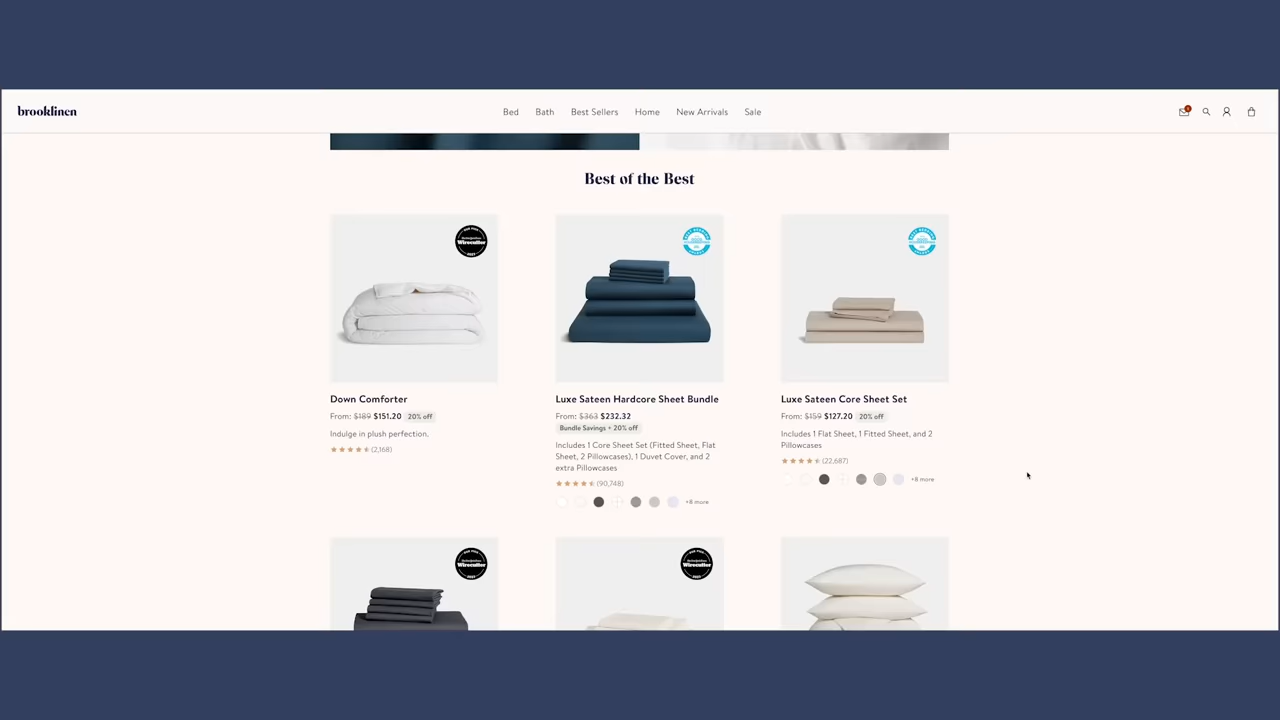 brooklinen
Bed Bath Best Sellers Home New Arrivals Sale
Best of the Best
Wirecutter
Down Comforter
From: $189 $151.20 20% off
Indulge in plush perfection.
(2,168)
Luxe Sateen Hardcore Sheet Bundle
From: $363 $232.32
Bundle Savings + 20% off
Includes 1 Core Sheet Set (Fitted Sheet, Flat
Sheet, 2 Pillowcases), 1 Duvet Cover, and 2
extra Pillowcases
(90,748)
+8 more
Luxe Sateen Core Sheet Set
From: $159 $127.20 20% off
Includes 1 Flat Sheet, 1 Fitted Sheet, and 2
Pillowcases
(22,687)
+8 more
Wirecutter
Wirecutter